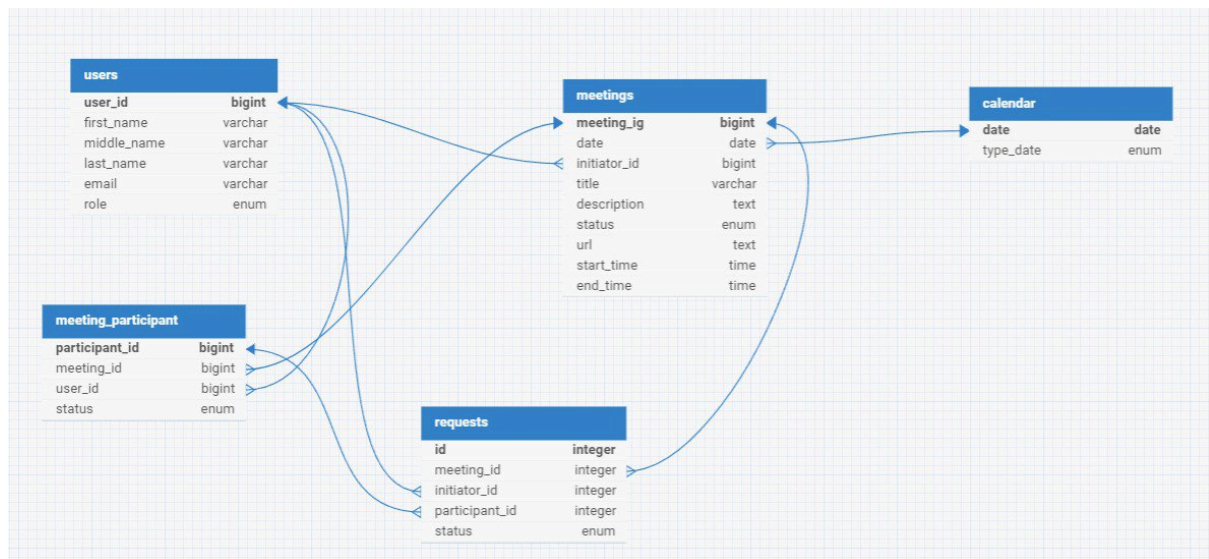 users
user_id bigint
first_name varchar
middle_name varchar
last_name varchar
email varchar
role enum
meetings
meeting_ig bigint
date date
initiator_id bigint
title varchar
description text
status enum
url text
start_time time
end_time time
calendar
date date
type_date enum
meeting_participant
participant_id bigint
meeting_id bigint
user_id bigint
status enum
requests
id integer
meeting_id integer
initiator_id integer
participant_id integer
status enum